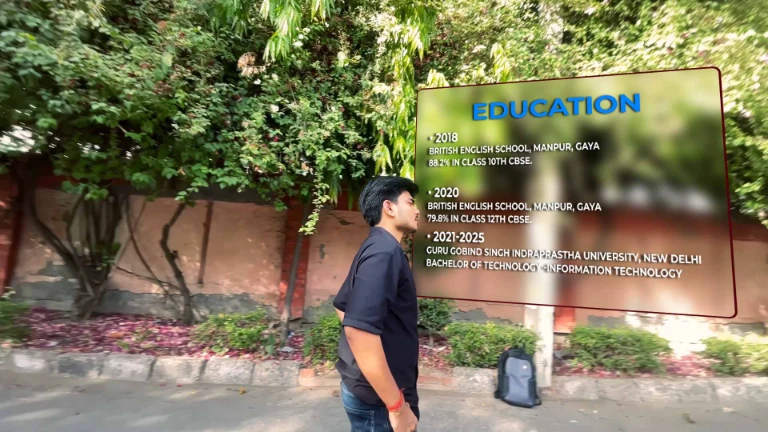 EDUCATION
• 2018
BRITISH ENGLISH SCHOOL, MANPUR, GAYA
88.2% IN CLASS 10TH CBSE.
• 2020
BRITISH ENGLISH SCHOOL, MANPUR, GAYA
79.8% IN CLASS 12TH CBSE.
• 2021-2025
GURU GOBIND SINGH INDRAPRASTHA UNIVERSITY, NEW DELHI
BACHELOR OF TECHNOLOGY - INFORMATION TECHNOLOGY